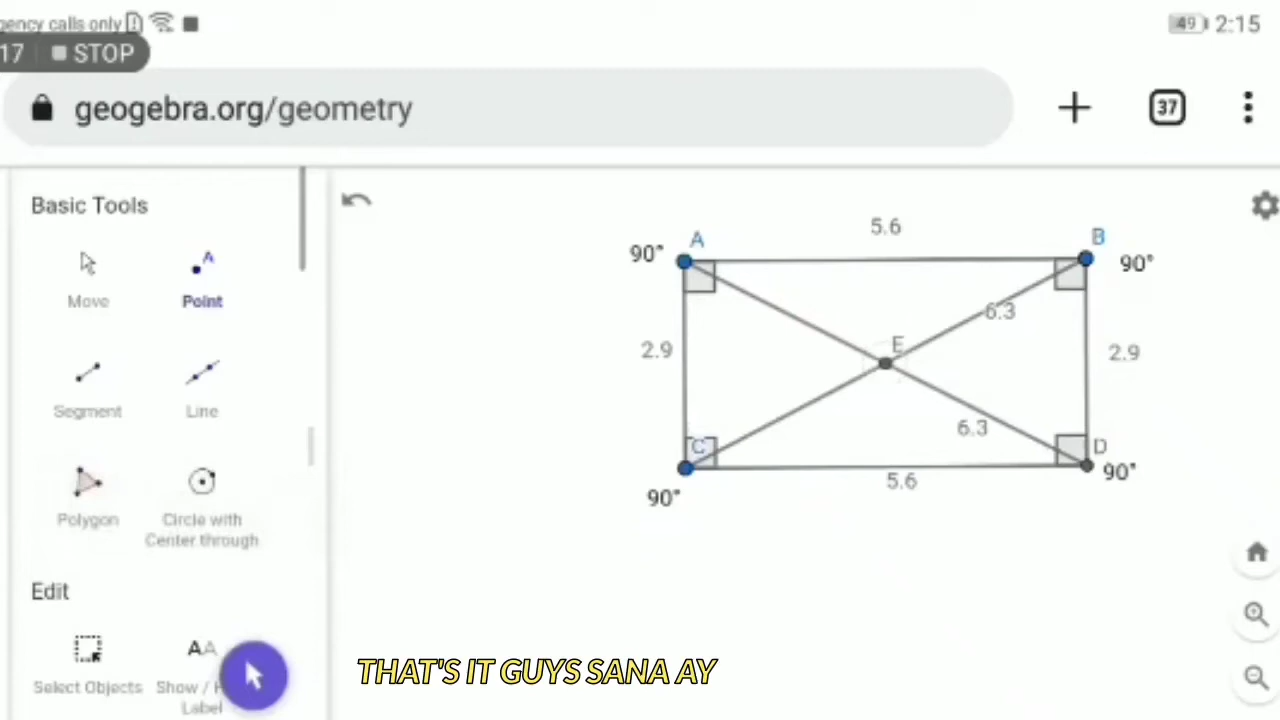 gency calls only
49 2:15
17 STOP
geogebra.org/geometry
37
Basic Tools
Move
Point
Segment
Line
Polygon
Circle with
Center through
Edit
Select Objects
Show / H
Label
A
5.6
B
90°
90°
6.3
E
2.9
2.9
6.3
C
D
90°
5.6
90°
THAT'S IT GUYS SANA AY